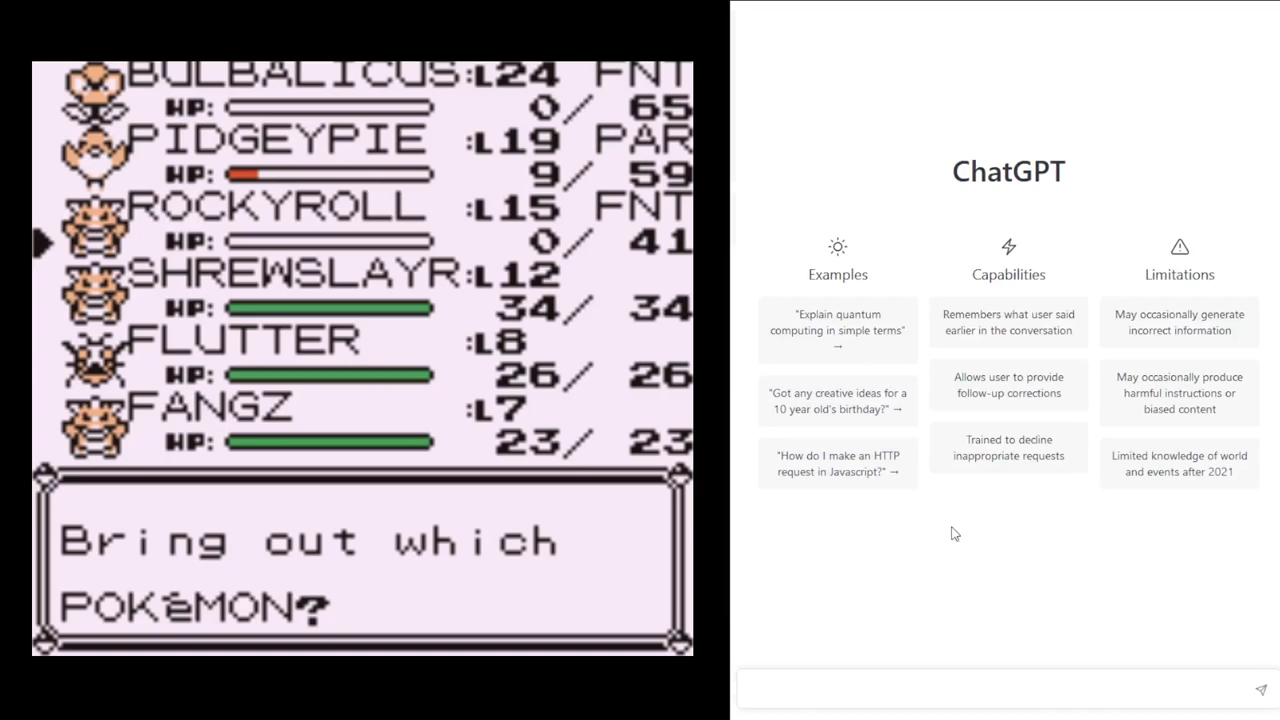 BULBALICUS :L24 FNT
HP: 0/ 65
PIDGEYPIE :L19 PAR
HP: 9/ 59
ROCKYROLL :L15 FNT
HP: 0/ 41
SHREWSLAYR :L12
HP: 34/ 34
FLUTTER :L8
HP: 26/ 26
FANGZ :L7
HP: 23/ 23
Bring out which
POKéMON?
ChatGPT
Examples
"Explain quantum
computing in simple terms"
→
"Got any creative ideas for a
10 year old's birthday?" →
"How do I make an HTTP
request in Javascript?" →
Capabilities
Remembers what user said
earlier in the conversation
Allows user to provide
follow-up corrections
Trained to decline
inappropriate requests
Limitations
May occasionally generate
incorrect information
May occasionally produce
harmful instructions or
biased content
Limited knowledge of world
and events after 2021